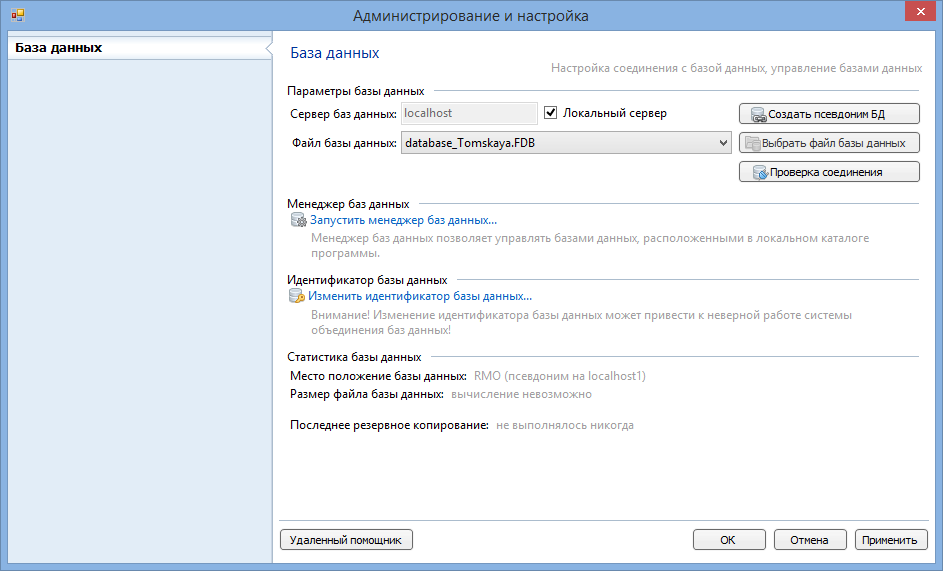 Администрирование и настройка
База данных
База данных
Настройка соединения с базой данных, управление базами данных
Параметры базы данных
Сервер баз данных: localhost Локальный сервер Создать псевдоним БД
Файл базы данных: database_Tomskaya.FDB Выбрать файл базы данных
Проверка соединения
Менеджер баз данных
Запустить менеджер баз данных...
Менеджер баз данных позволяет управлять базами данных, расположенными в локальном каталоге
программы.
Идентификатор базы данных
Изменить идентификатор базы данных...
Внимание! Изменение идентификатора базы данных может привести к неверной работе системы
объединения баз данных!
Статистика базы данных
Место положение базы данных: RMO (псевдоним на localhost1)
Размер файла базы данных: вычисление невозможно
Последнее резервное копирование: не выполнялось никогда
Удаленный помощник OK Отмена Применить